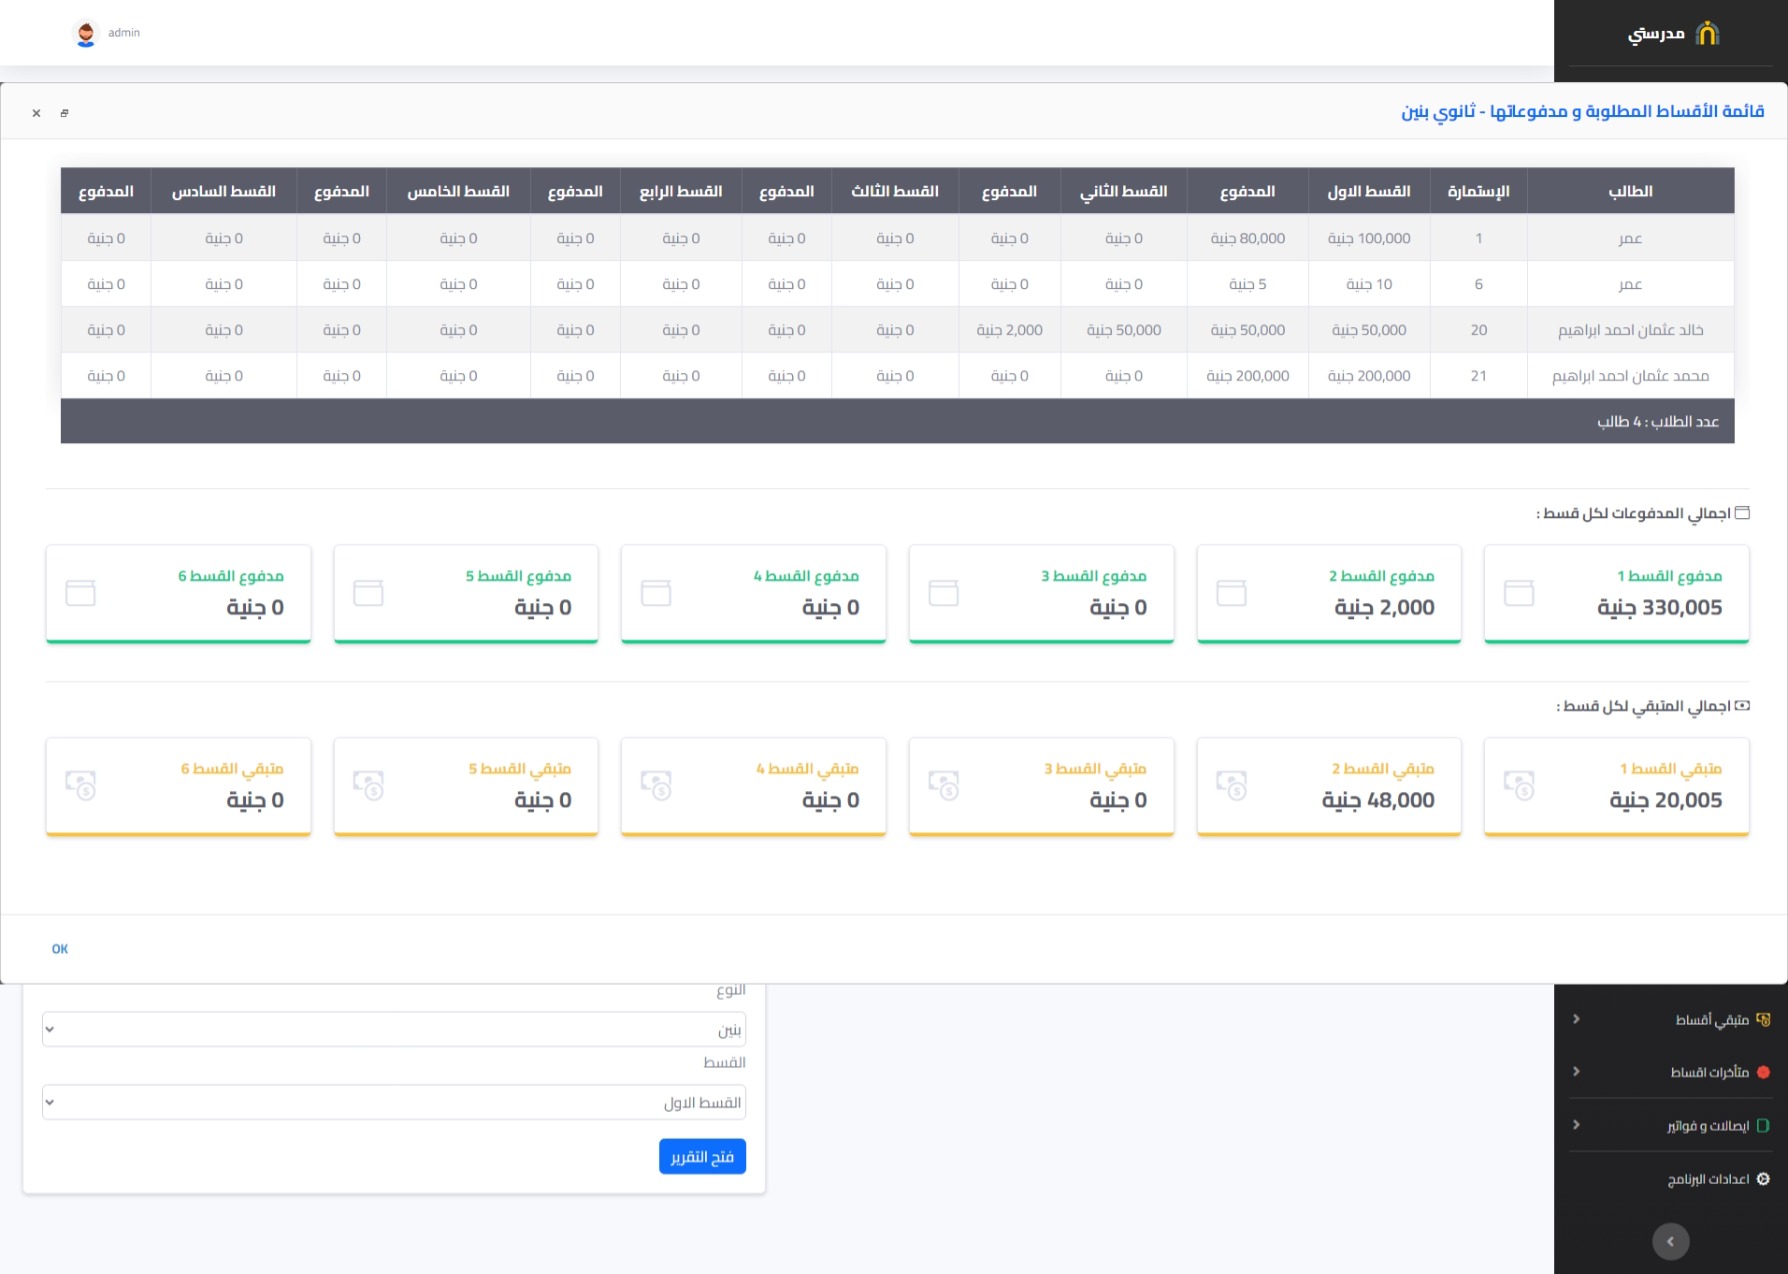 مدرستي
admin
قائمة الأقساط المطلوبة و مدفوعاتها - ثانوي بنين
الطالب الإستمارة القسط الاول المدفوع القسط الثاني المدفوع القسط الثالث المدفوع القسط الرابع المدفوع القسط الخامس المدفوع القسط السادس المدفوع
عمر 1 100,000 جنية 80,000 جنية 0 جنية 0 جنية 0 جنية 0 جنية 0 جنية 0 جنية 0 جنية 0 جنية 0 جنية 0 جنية
عمر 6 10 جنية 5 جنية 0 جنية 0 جنية 0 جنية 0 جنية 0 جنية 0 جنية 0 جنية 0 جنية 0 جنية 0 جنية
خالد عثمان احمد ابراهيم 20 50,000 جنية 50,000 جنية 50,000 جنية 2,000 جنية 0 جنية 0 جنية 0 جنية 0 جنية 0 جنية 0 جنية 0 جنية 0 جنية
محمد عثمان احمد ابراهيم 21 200,000 جنية 200,000 جنية 0 جنية 0 جنية 0 جنية 0 جنية 0 جنية 0 جنية 0 جنية 0 جنية 0 جنية 0 جنية
عدد الطلاب : 4 طالب
اجمالي المدفوعات لكل قسط :
مدفوع القسط 1 مدفوع القسط 2 مدفوع القسط 3 مدفوع القسط 4 مدفوع القسط 5 مدفوع القسط 6
330,005 جنية 2,000 جنية 0 جنية 0 جنية 0 جنية 0 جنية
اجمالي المتبقي لكل قسط :
متبقي القسط 1 متبقي القسط 2 متبقي القسط 3 متبقي القسط 4 متبقي القسط 5 متبقي القسط 6
20,005 جنية 48,000 جنية 0 جنية 0 جنية 0 جنية 0 جنية
OK
متبقي أقساط
متأخرات اقساط
ايصالات و فواتير
اعدادات البرنامج
النوع
بنين
القسط
القسط الاول
فتح التقرير